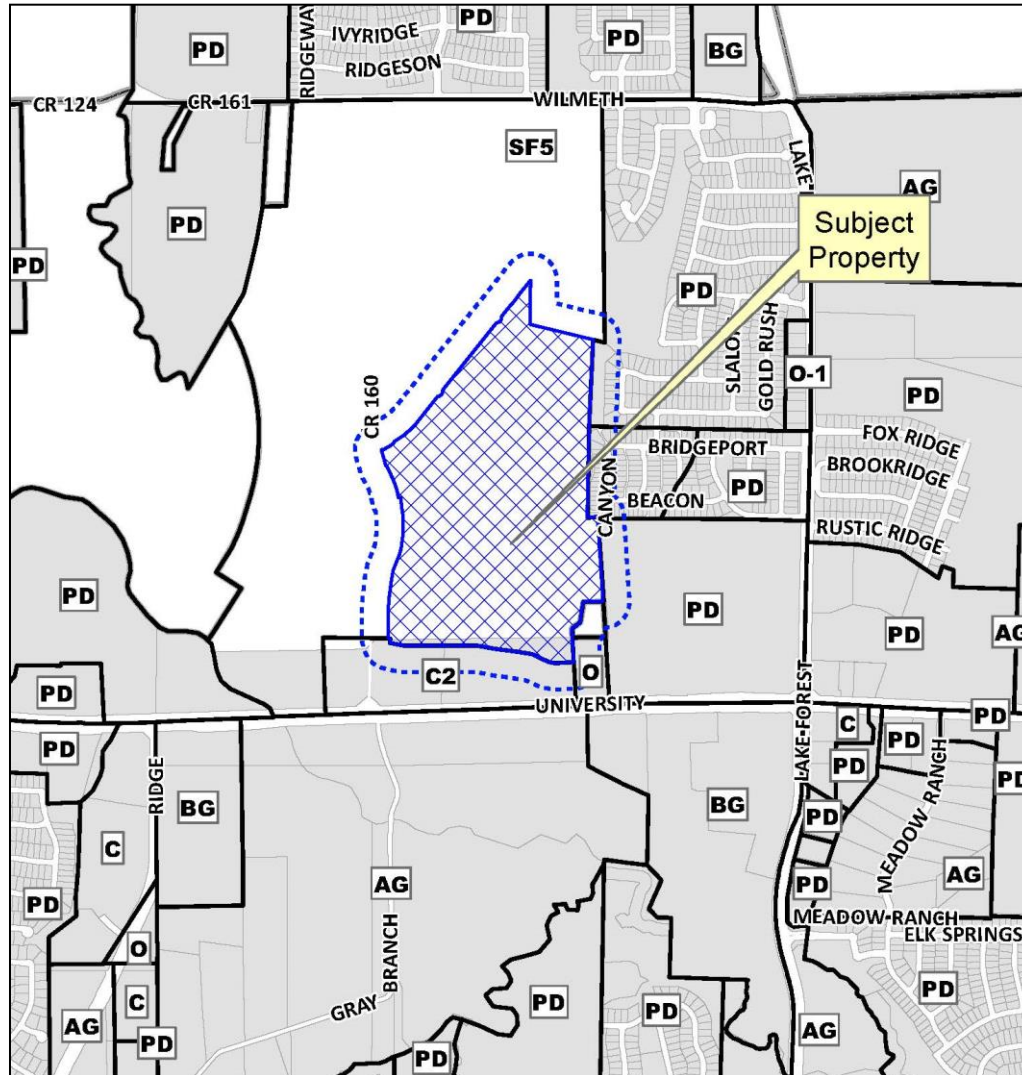 PD
RIDGEWAY
IVYRIDGE
RIDGESON
PD
PD
BG
CR 124
CR 161
WILMETH
SF5
LAKE
AG
PD
PD
Subject
Property
PD
CR 160
SLALOM
GOLD RUSH
O-1
PD
FOX RIDGE
BROOKRIDGE
RUSTIC RIDGE
BRIDGEPORT
BEACON
PD
CANYON
PD
PD
PD
AG
PD
C2
O
UNIVERSITY
LAKE FOREST
PD
RIDGE
BG
C
PD
AG
BG
C
PD
PD
PD
PD
PD
MEADOW RANCH
AG
PD
MEADOW RANCH
ELK SPRINGS
O
C
AG
PD
GRAY
BRANCH
PD
PD
PD
AG
PD